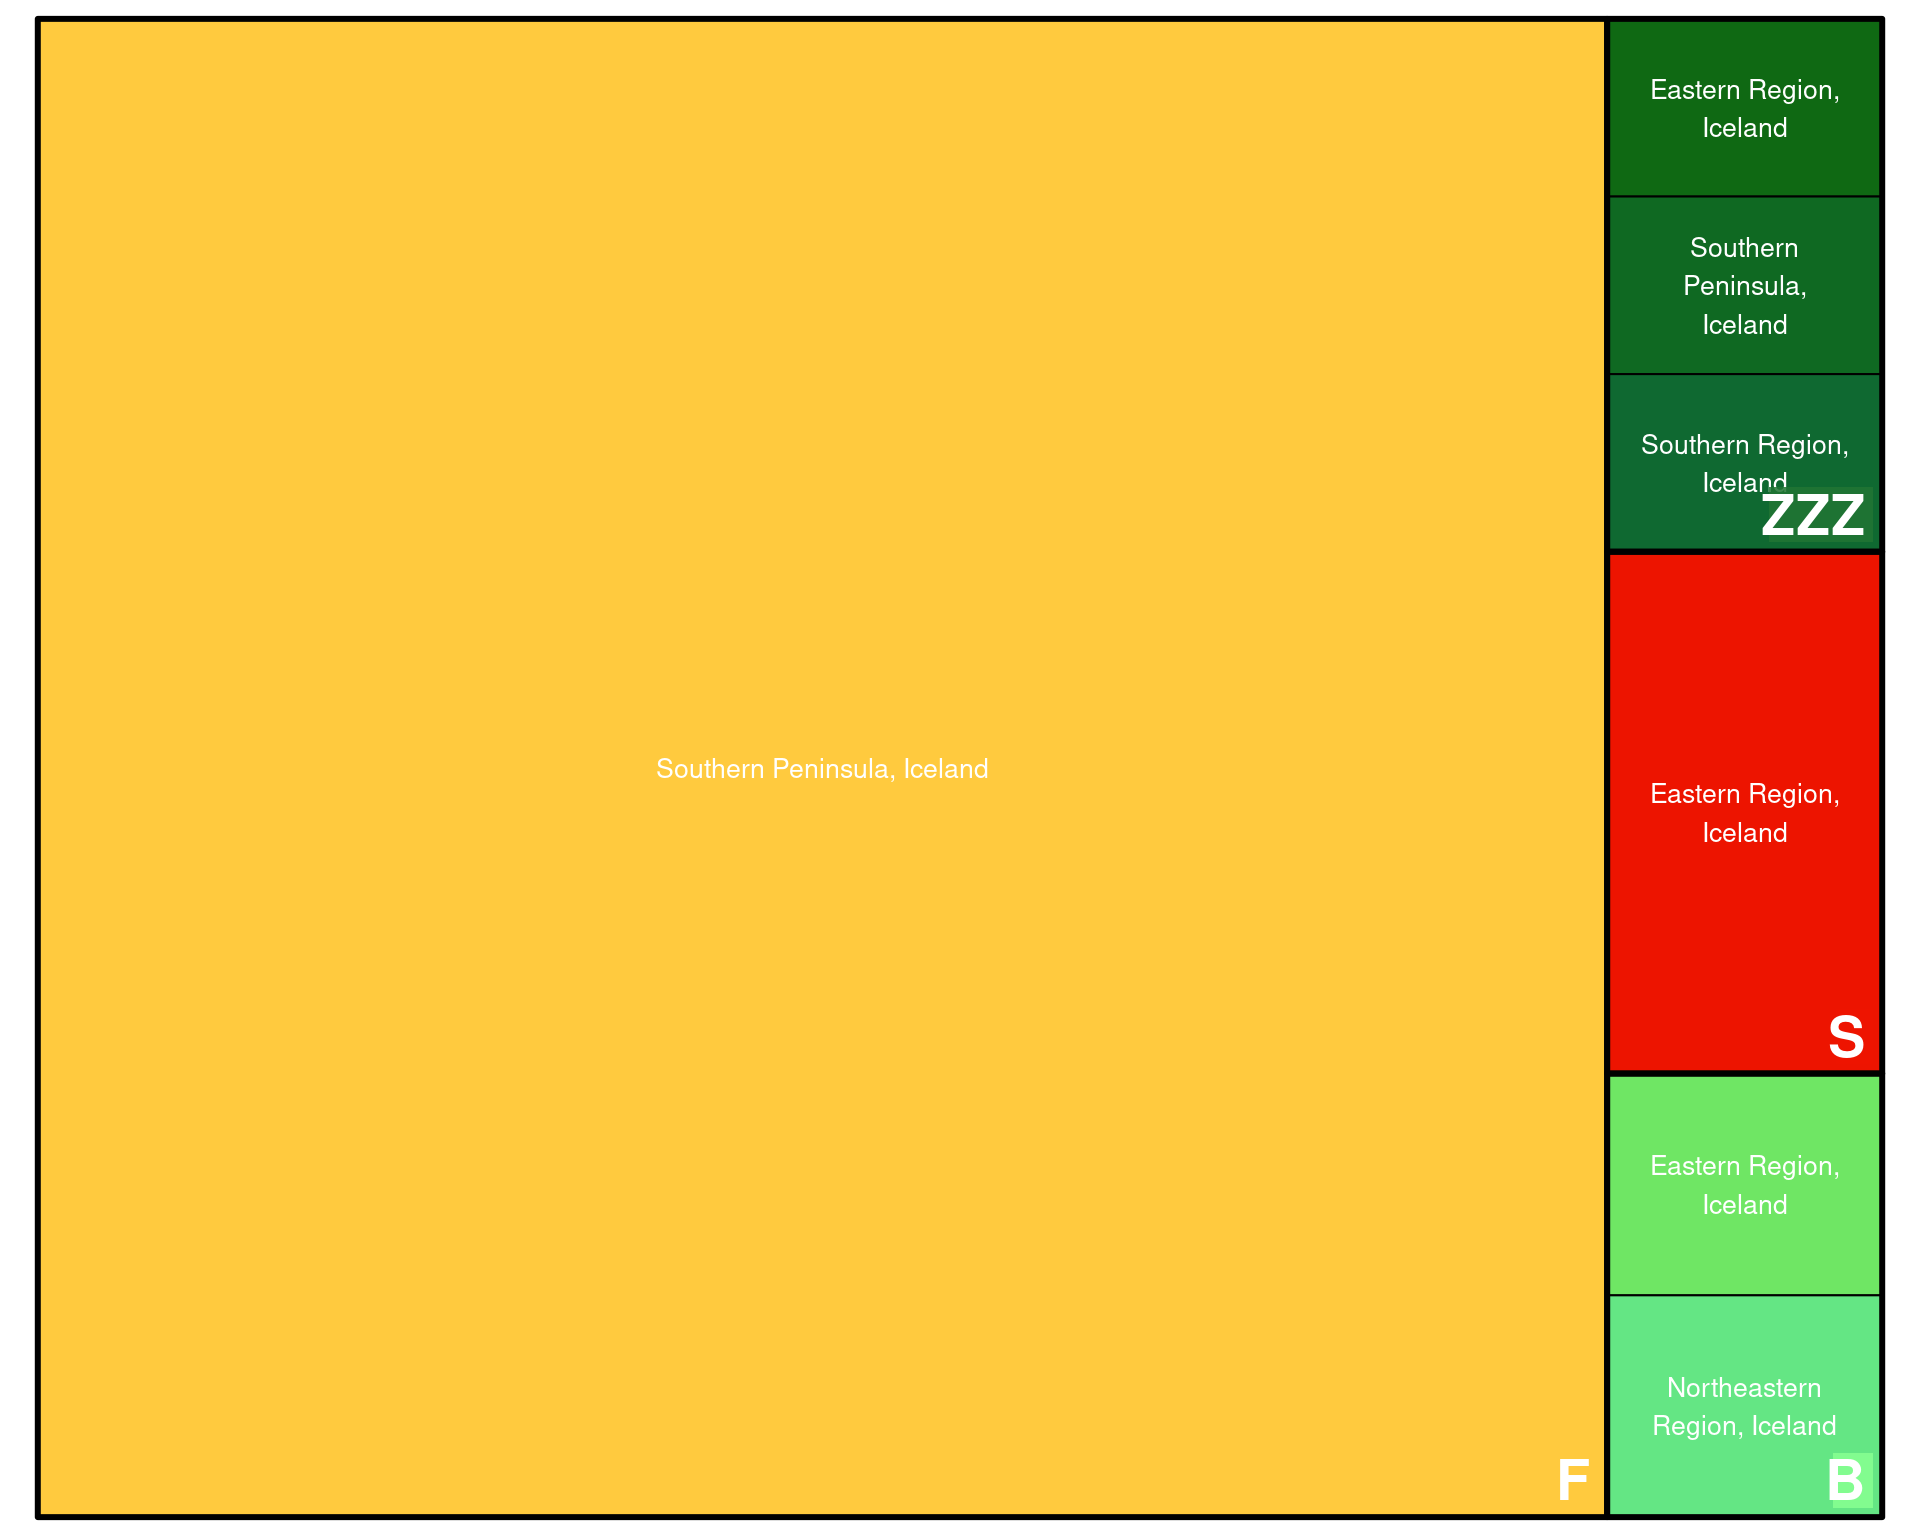 Southern Peninsula, Iceland
F
Eastern Region,
Iceland
Southern
Peninsula,
Iceland
Southern Region,
Iceland
ZZZ
Eastern Region,
Iceland
S
Eastern Region,
Iceland
Northeastern
Region, Iceland
B